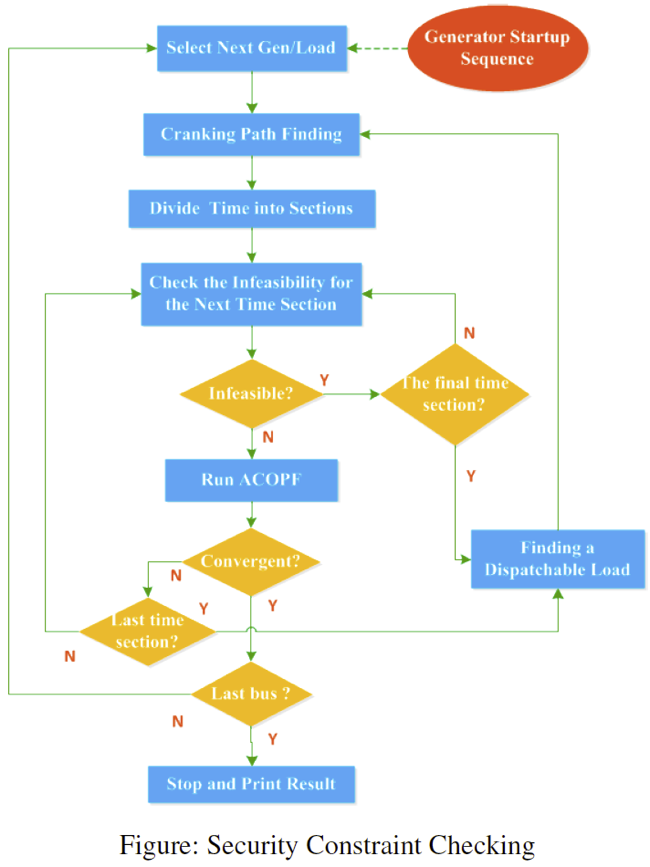 Generator Startup
Sequence
Select Next Gen/Load
Cranking Path Finding
Divide Time into Sections
Check the Infeasibility for
the Next Time Section
N
Infeasible?
Y
The final time
section?
N
Y
Run ACOPF
Convergent?
N
Y
Finding a
Dispatchable Load
Last time
section?
Y
N
Last bus ?
N
Y
Stop and Print Result
Figure: Security Constraint Checking